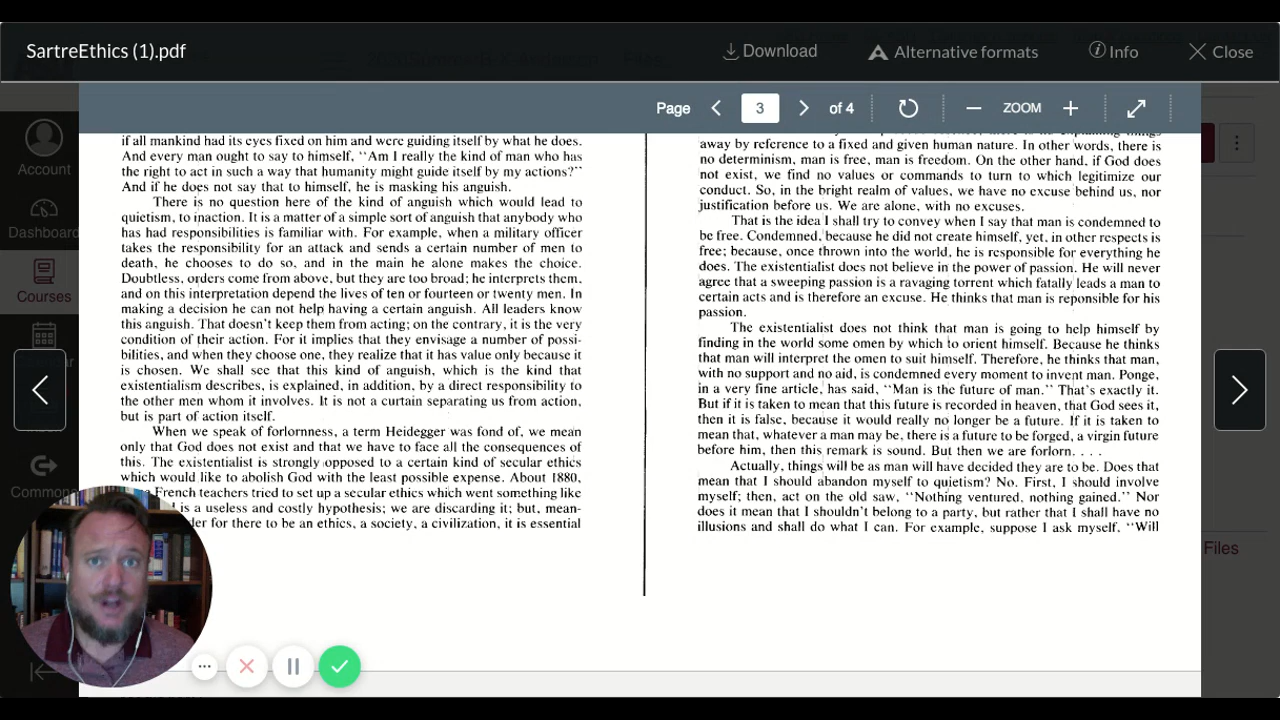 SartreEthics (1).pdf
Download
Alternative formats
Info
Close
Page
3
of 4
ZOOM
Account
Dashboard
Courses
Files
if all mankind had its eyes fixed on him and were guiding itself by what he does.
And every man ought to say to himself, "Am I really the kind of man who has
the right to act in such a way that humanity might guide itself by my actions?"
And if he does not say that to himself, he is masking his anguish.
There is no question here of the kind of anguish which would lead to
quietism, to inaction. It is a matter of a simple sort of anguish that anybody who
has had responsibilities is familiar with. For example, when a military officer
takes the responsibility for an attack and sends a certain number of men to
death, he chooses to do so, and in the main he alone makes the choice.
Doubtless, orders come from above, but they are too broad; he interprets them,
and on this interpretation depend the lives of ten or fourteen or twenty men. In
making a decision he can not help having a certain anguish. All leaders know
this anguish. That doesn't keep them from acting; on the contrary, it is the very
condition of their action. For it implies that they envisage a number of possi-
bilities, and when they choose one, they realize that it has value only because it
is chosen. We shall see that this kind of anguish, which is the kind that
existentialism describes, is explained, in addition, by a direct responsibility to
the other men whom it involves. It is not a curtain separating us from action,
but is part of action itself.
When we speak of forlornness, a term Heidegger was fond of, we mean
only that God does not exist and that we have to face all the consequences of
this. The existentialist is strongly opposed to a certain kind of secular ethics
which would like to abolish God with the least possible expense. About 1880,
French teachers tried to set up a secular ethics which went something like
is a useless and costly hypothesis; we are discarding it; but, mean-
for there to be an ethics, a society, a civilization, it is essential
away by reference to a fixed and given human nature. In other words, there is
no determinism, man is free, man is freedom. On the other hand, if God does
not exist, we find no values or commands to turn to which legitimize our
conduct. So, in the bright realm of values, we have no excuse behind us, nor
justification before us. We are alone, with no excuses.
That is the idea I shall try to convey when I say that man is condemned to
be free. Condemned, because he did not create himself, yet, in other respects is
free; because, once thrown into the world, he is responsible for everything he
does. The existentialist does not believe in the power of passion. He will never
agree that a sweeping passion is a ravaging torrent which fatally leads a man to
certain acts and is therefore an excuse. He thinks that man is reponsible for his
passion.
The existentialist does not think that man is going to help himself by
finding in the world some omen by which to orient himself. Because he thinks
that man will interpret the omen to suit himself. Therefore, he thinks that man,
with no support and no aid, is condemned every moment to invent man. Ponge,
in a very fine article, has said, "Man is the future of man." That's exactly it.
But if it is taken to mean that this future is recorded in heaven, that God sees it,
then it is false, because it would really no longer be a future. If it is taken to
mean that, whatever a man may be, there is a future to be forged, a virgin future
before him, then this remark is sound. But then we are forlorn. . . .
Actually, things will be as man will have decided they are to be. Does that
mean that I should abandon myself to quietism? No. First, I should involve
myself; then, act on the old saw, "Nothing ventured, nothing gained." Nor
does it mean that I shouldn't belong to a party, but rather that I shall have no
illusions and shall do what I can. For example, suppose I ask myself, "Will